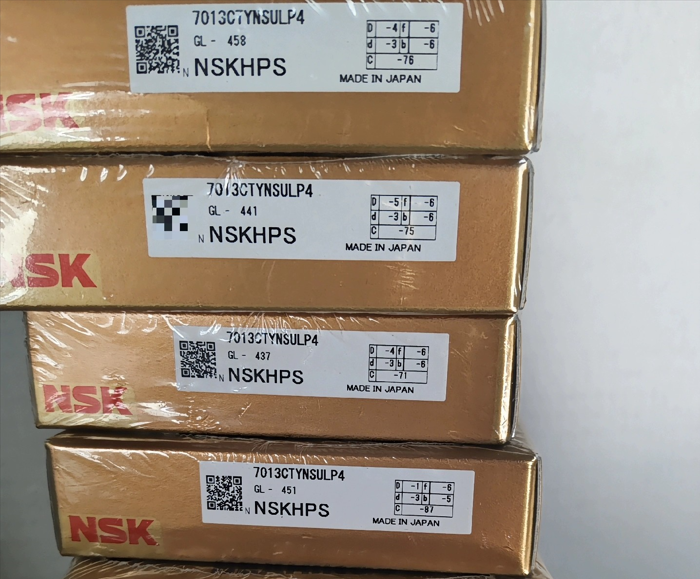 7013CTYNSULP4
GL - 458
N NSKHPS
MADE IN JAPAN
D -4 f -6
d -3 b -6
C -76
NSK
7013CTYNSULP4
GL - 441
N NSKHPS
MADE IN JAPAN
D -5 f -6
d -3 b -6
C -75
NSK
7013CTYNSULP4
GL - 437
N NSKHPS
MADE IN JAPAN
D -4 f -6
d -3 b -6
C -71
NSK
7013CTYNSULP4
GL - 451
N NSKHPS
MADE IN JAPAN
D -1 f -6
d -3 b -5
C -87
NSK